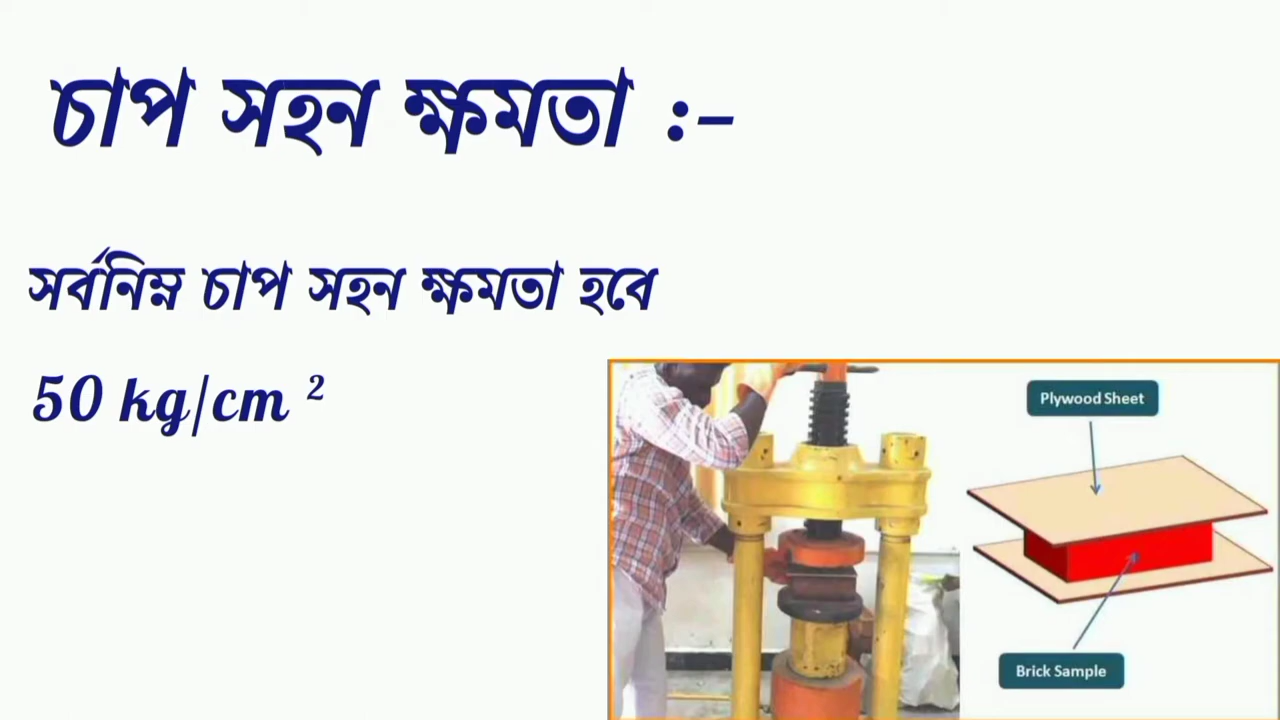 চাপ সহন ক্ষমতা :-
সর্বনিম্ন চাপ সহন ক্ষমতা হবে
50 kg/cm ²
Plywood Sheet
Brick Sample